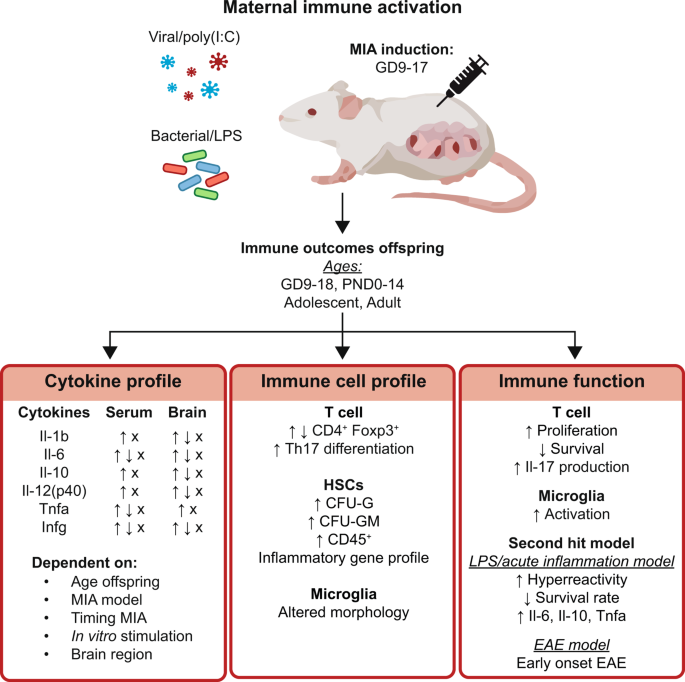 Maternal immune activation
Viral/poly(I:C)
MIA induction:
GD9-17
Bacterial/LPS
Immune outcomes offspring
Ages:
GD9-18, PND0-14
Adolescent, Adult
Cytokine profile
Cytokines Serum Brain
Il-1b ↑ x ↑ ↓ x
Il-6 ↑ ↓ x ↑ ↓ x
Il-10 ↑ x ↑ ↓ x
Il-12(p40) ↑ x ↑ ↓ x
Tnfa ↑ ↓ x ↑ x
Infg ↑ ↓ x ↑ ↓ x
Dependent on:
• Age offspring
• MIA model
• Timing MIA
• In vitro stimulation
• Brain region
Immune cell profile
T cell
↑ ↓ CD4⁺ Foxp3⁺
↑ Th17 differentiation
HSCs
↑ CFU-G
↑ CFU-GM
↑ CD45⁺
Inflammatory gene profile
Microglia
Altered morphology
Immune function
T cell
↑ Proliferation
↓ Survival
↑ Il-17 production
Microglia
↑ Activation
Second hit model
LPS/acute inflammation model
↑ Hyperreactivity
↓ Survival rate
↑ Il-6, Il-10, Tnfa
EAE model
Early onset EAE